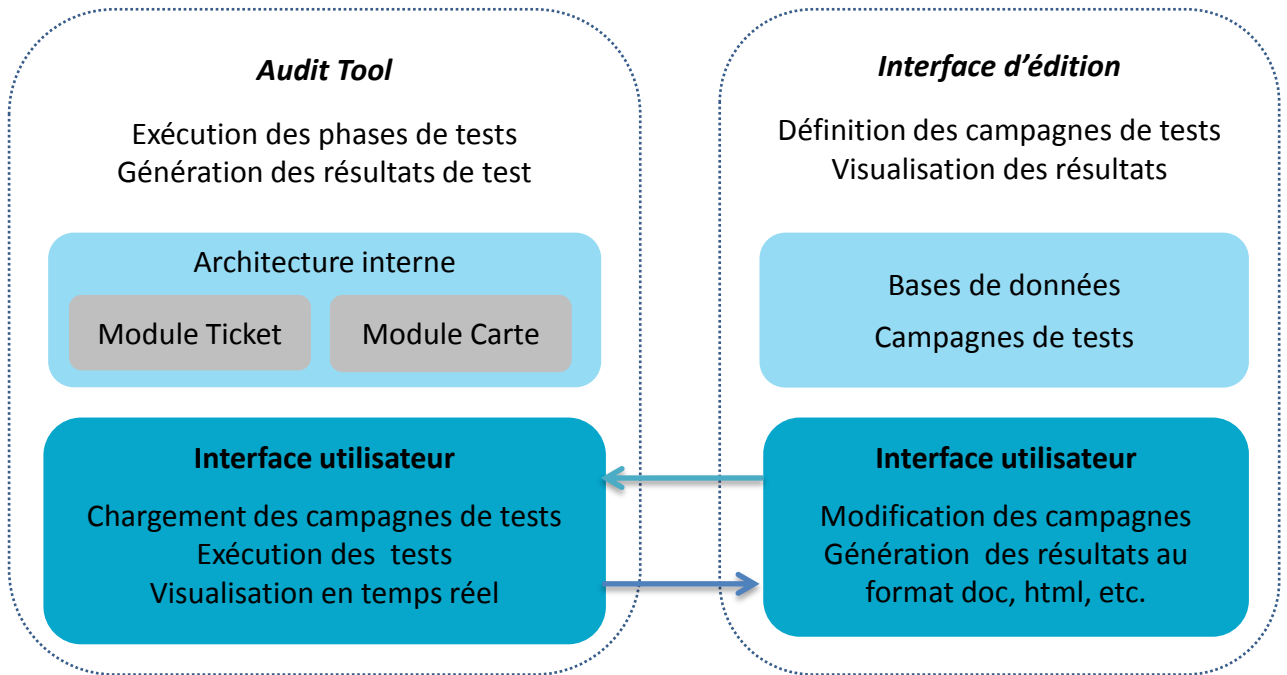 Audit Tool
Exécution des phases de tests
Génération des résultats de test
Architecture interne
Module Ticket
Module Carte
Interface utilisateur
Chargement des campagnes de tests
Exécution des tests
Visualisation en temps réel
Interface d’édition
Définition des campagnes de tests
Visualisation des résultats
Bases de données
Campagnes de tests
Interface utilisateur
Modification des campagnes
Génération des résultats au
format doc, html, etc.